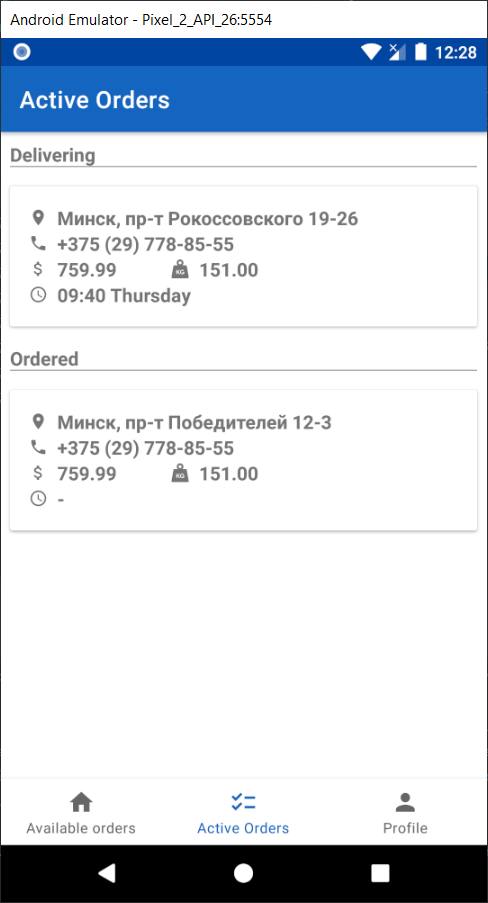 Android Emulator - Pixel_2_API_26:5554
12:28
Active Orders
Delivering
Минск, пр-т Рокоссовского 19-26
+375 (29) 778-85-55
$ 759.99 KG 151.00
09:40 Thursday
Ordered
Минск, пр-т Победителей 12-3
+375 (29) 778-85-55
$ 759.99 KG 151.00
-
Available orders Active Orders Profile